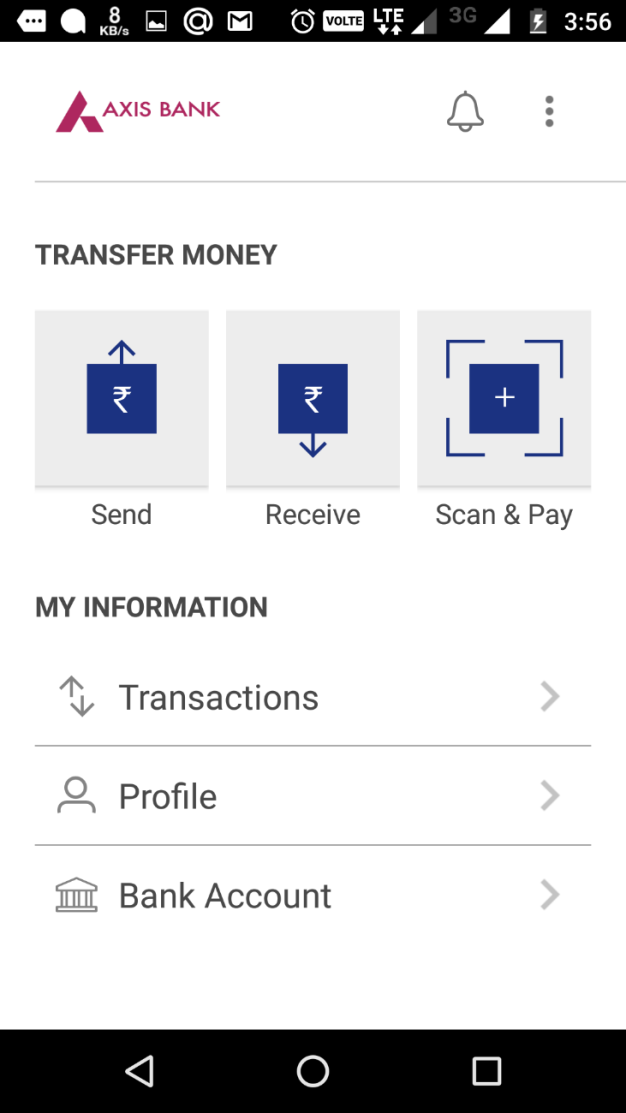 8
KB/s
VOLTE
LTE
3G
3:56
AXIS BANK
TRANSFER MONEY
₹
₹
+
Send
Receive
Scan & Pay
MY INFORMATION
Transactions
Profile
Bank Account